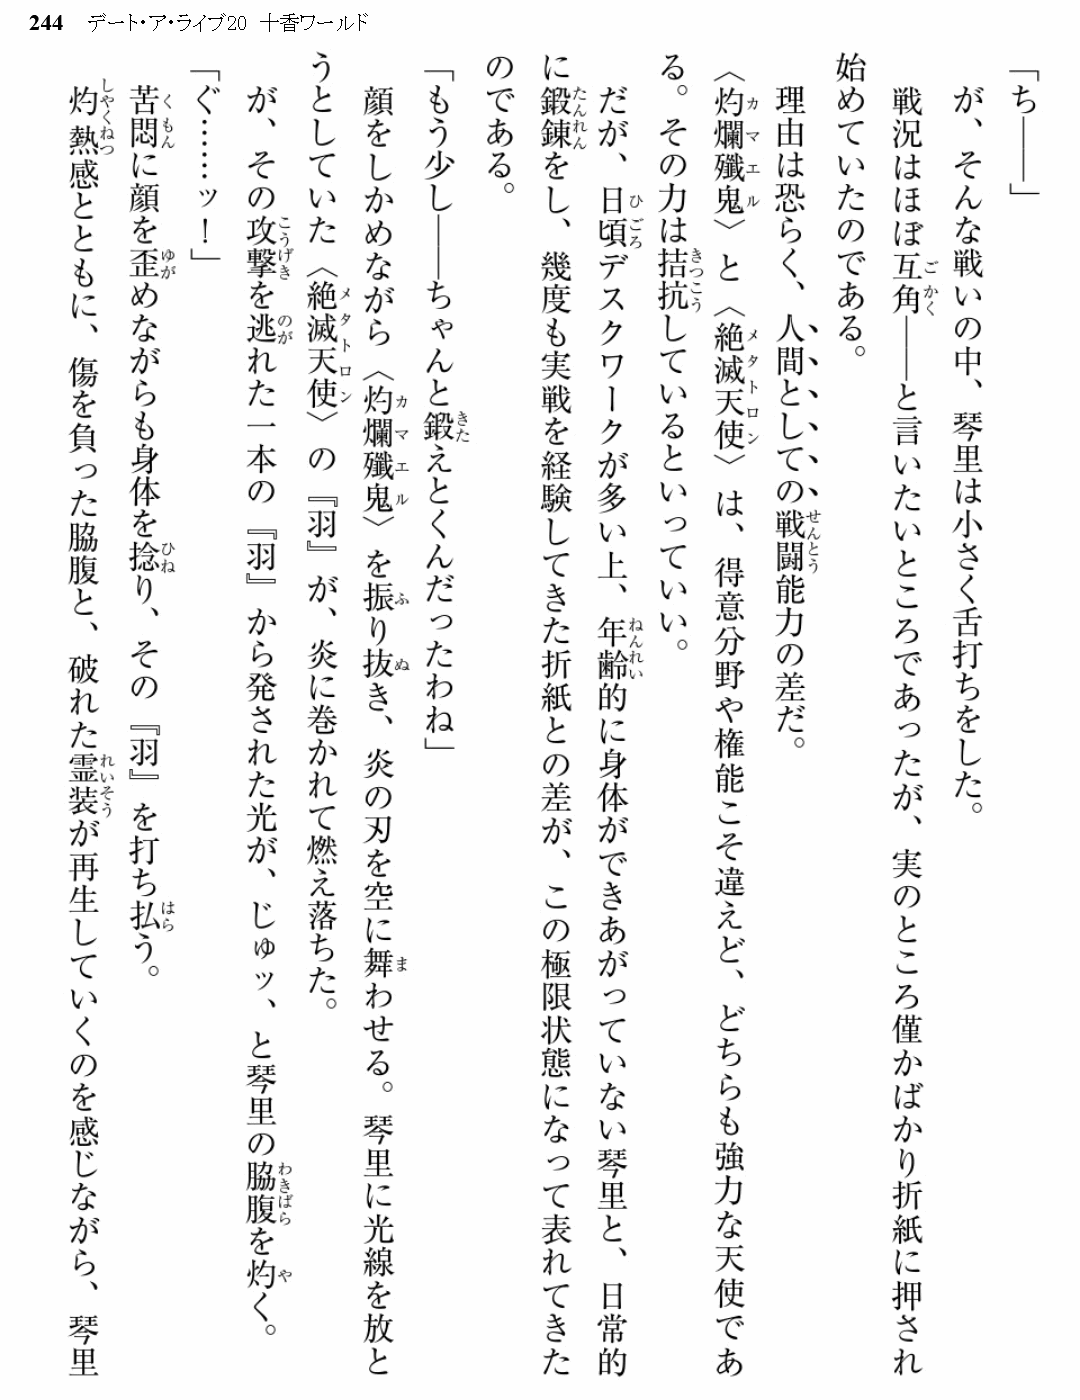 244 デート・ア・ライブ20 十香ワールド
「ち――」
が、そんな戦いの中、琴里は小さく舌打ちをした。
戦況はほぼ互角――と言いたいところであったが、実のところ僅かばかり折紙に押され
始めていたのである。
理由は恐らく、人間としての戦闘能力の差だ。
〈灼爛殲鬼〉と〈絶滅天使〉は、得意分野や権能こそ違えど、どちらも強力な天使であ
る。その力は拮抗しているといっていい。
だが、日頃デスクワークが多い上、年齢的に身体ができあがっていない琴里と、日常的
に鍛錬をし、幾度も実戦を経験してきた折紙との差が、この極限状態になって表れてきた
のである。
「もう少し――ちゃんと鍛えとくんだったわね」
顔をしかめながら〈灼爛殲鬼〉を振り抜き、炎の刃を空に舞わせる。琴里に光線を放と
うとしていた〈絶滅天使〉の『羽』が、炎に巻かれて燃え落ちた。
が、その攻撃を逃れた一本の『羽』から発された光が、じゅッ、と琴里の脇腹を灼く。
「ぐ……ッ！」
苦悶に顔を歪めながらも身体を捻り、その『羽』を打ち払う。
灼熱感とともに、傷を負った脇腹と、破れた霊装が再生していくのを感じながら、琴里